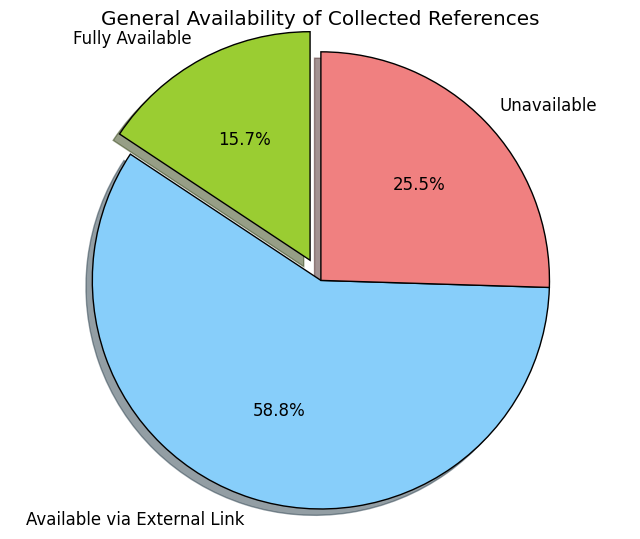 General Availability of Collected References
Fully Available
Unavailable
15.7%
25.5%
58.8%
Available via External Link